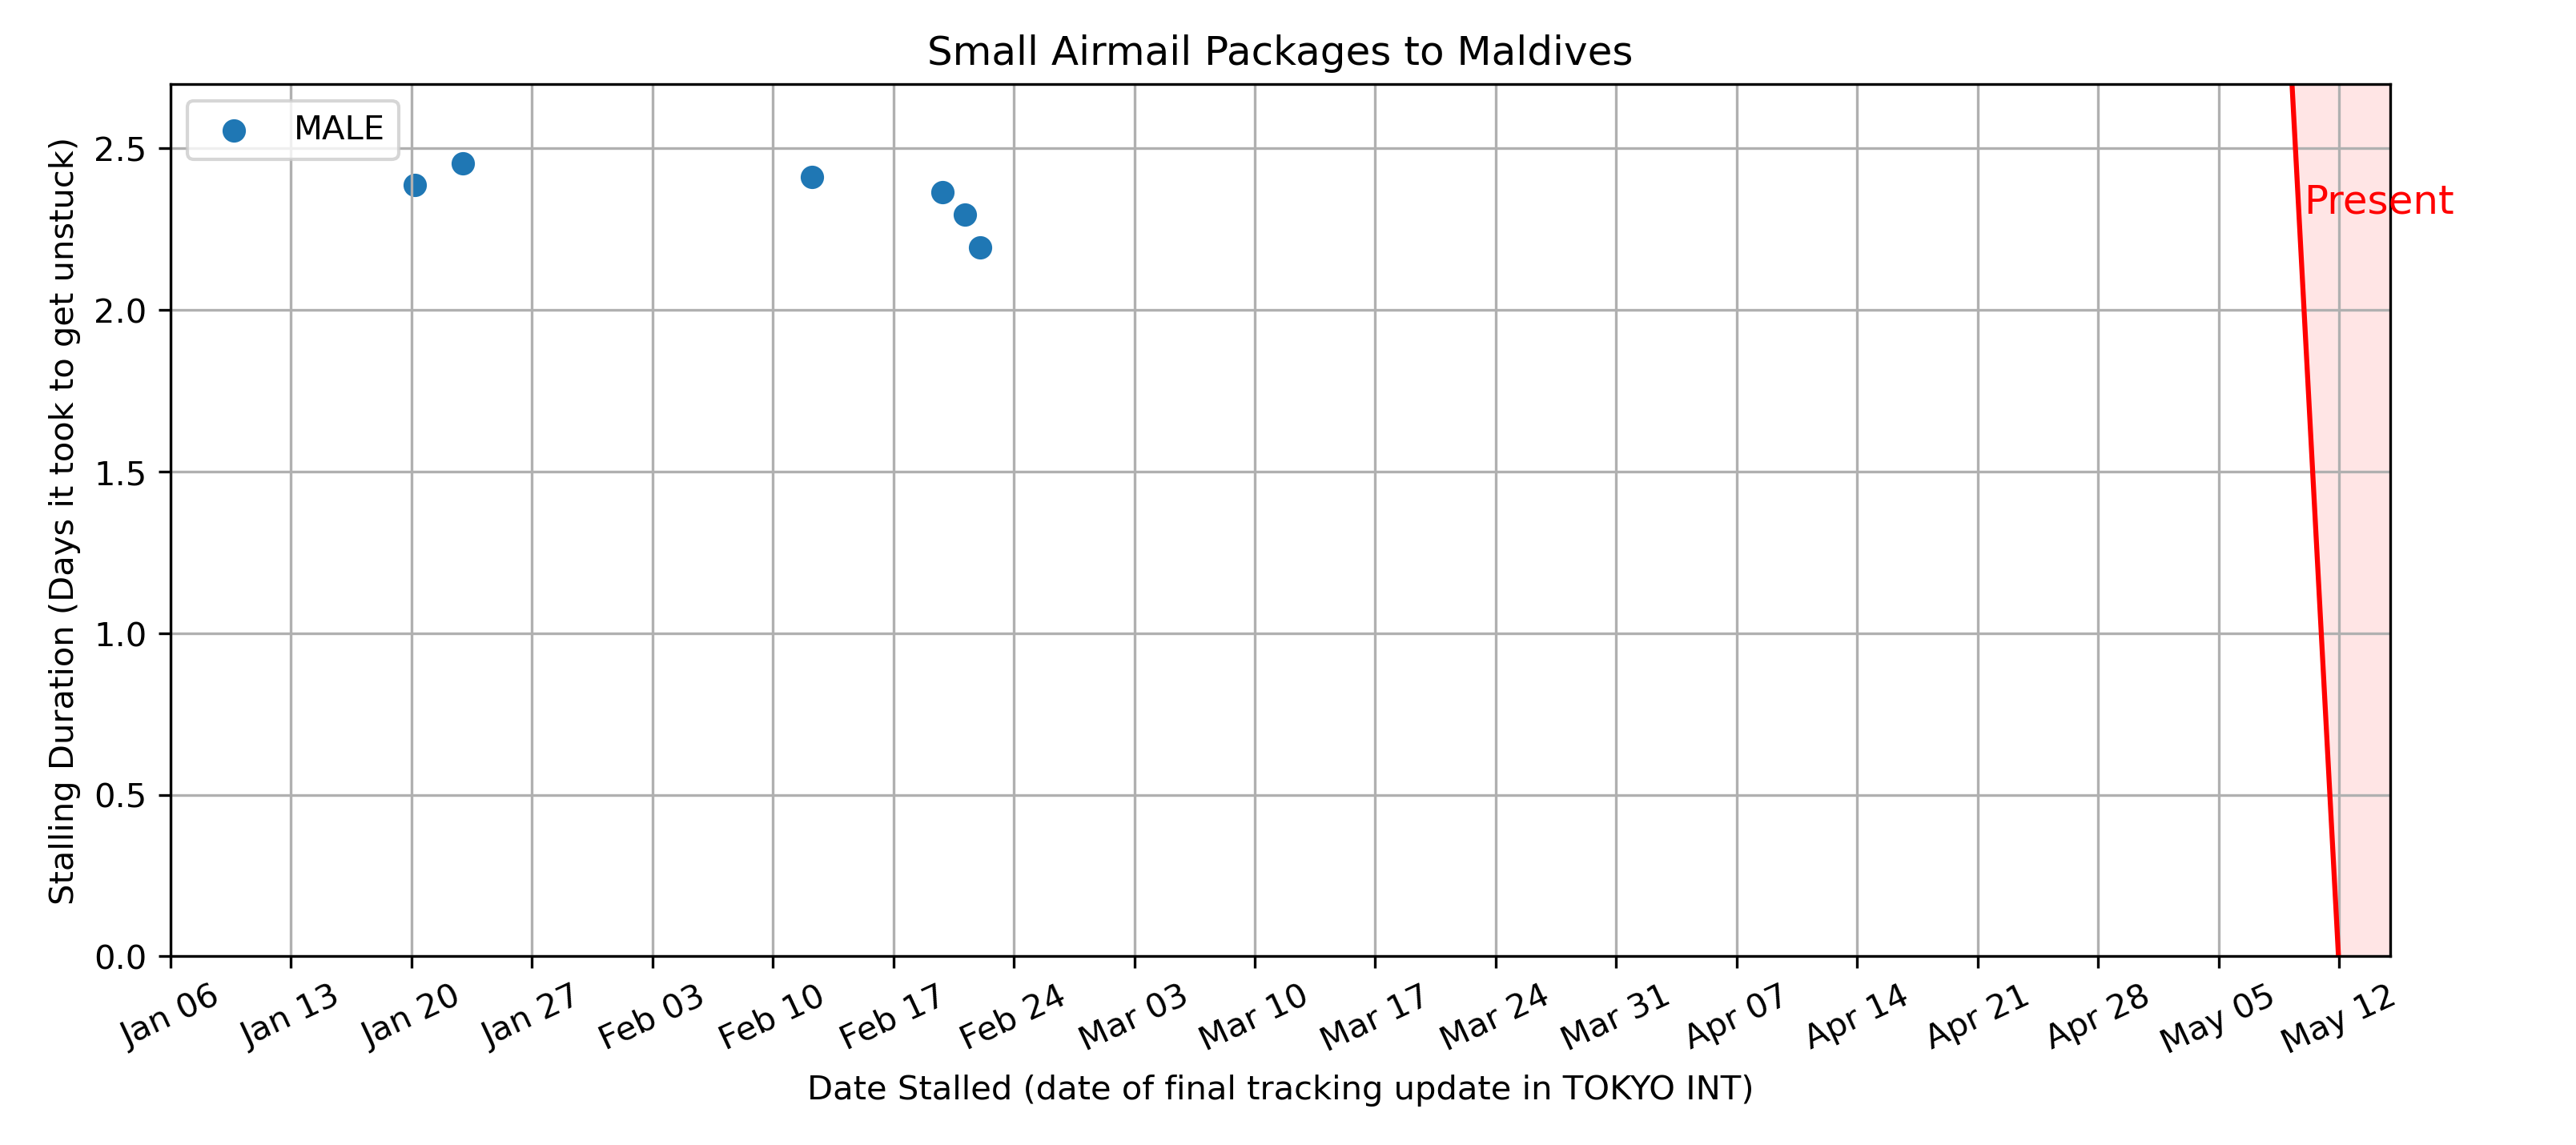 Small Airmail Packages to Maldives
MALE
Present
Stalling Duration (Days it took to get unstuck)
2.5
2.0
1.5
1.0
0.5
0.0
Jan 06 Jan 13 Jan 20 Jan 27 Feb 03 Feb 10 Feb 17 Feb 24 Mar 03 Mar 10 Mar 17 Mar 24 Mar 31 Apr 07 Apr 14 Apr 21 Apr 28 May 05 May 12
Date Stalled (date of final tracking update in TOKYO INT)